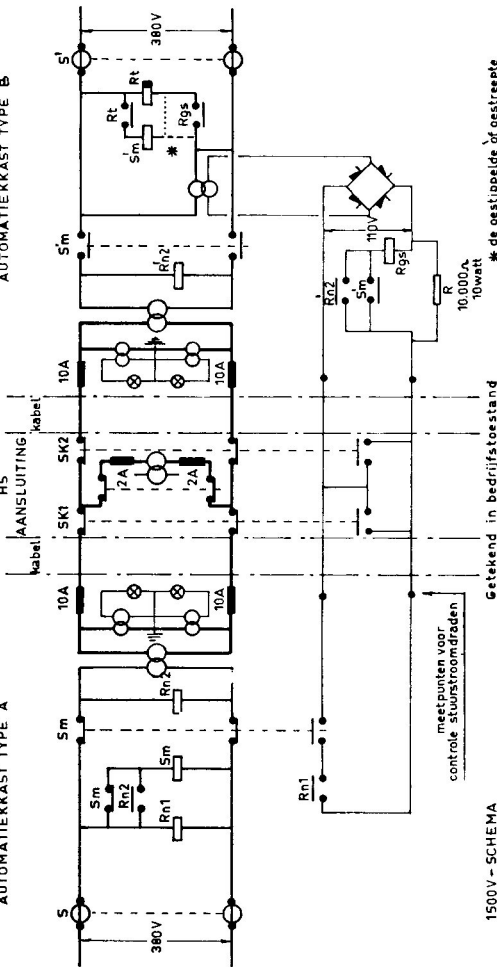 AUTOMATIEKKAST TYPE A
HS
AANSLUITING
AUTOMATIEKKAST TYPE B
kabel
kabel
380V
S
Sm
Rn2
Rn1
Sm
Sm
Rn2
10A
10A
SK1
SK2
2A
2A
10A
10A
Rn2'
S'm
Sm'
Rt
Rt
Rgs
*
S'
380V
Rn1
meetpunten voor
controle stuurstroomdraden
Rn2'
Sm'
Rgs
110V
R
10.000Ω
10watt
1500V - SCHEMA
Getekend in bedrijfstoestand
* de gestippelde of gestreepte